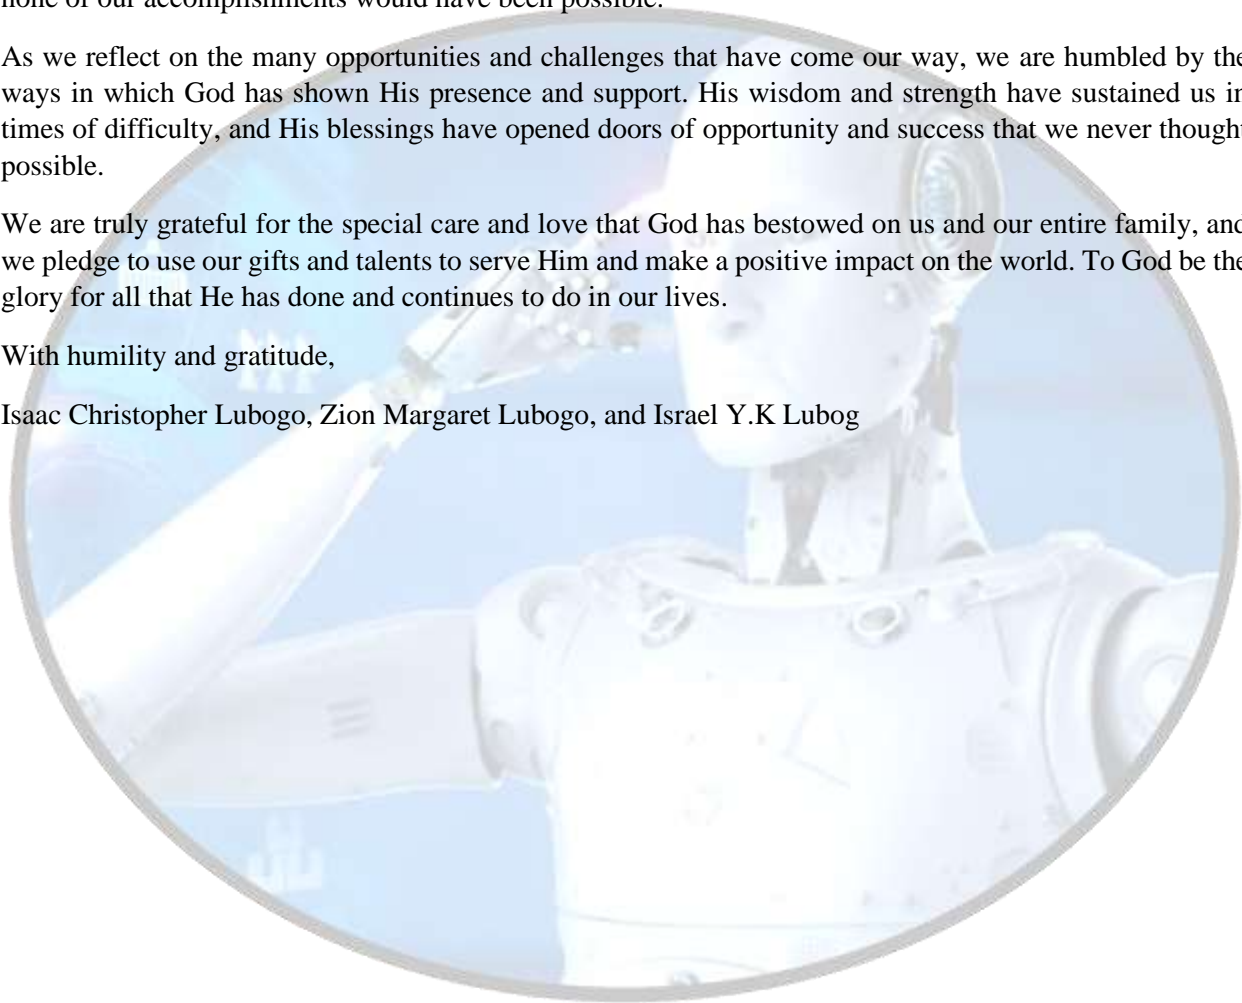 none of our accomplishments would have been possible.
As we reflect on the many opportunities and challenges that have come our way, we are humbled by the
ways in which God has shown His presence and support. His wisdom and strength have sustained us in
times of difficulty, and His blessings have opened doors of opportunity and success that we never thought
possible.
We are truly grateful for the special care and love that God has bestowed on us and our entire family, and
we pledge to use our gifts and talents to serve Him and make a positive impact on the world. To God be the
glory for all that He has done and continues to do in our lives.
With humility and gratitude,
Isaac Christopher Lubogo, Zion Margaret Lubogo, and Israel Y.K Lubog